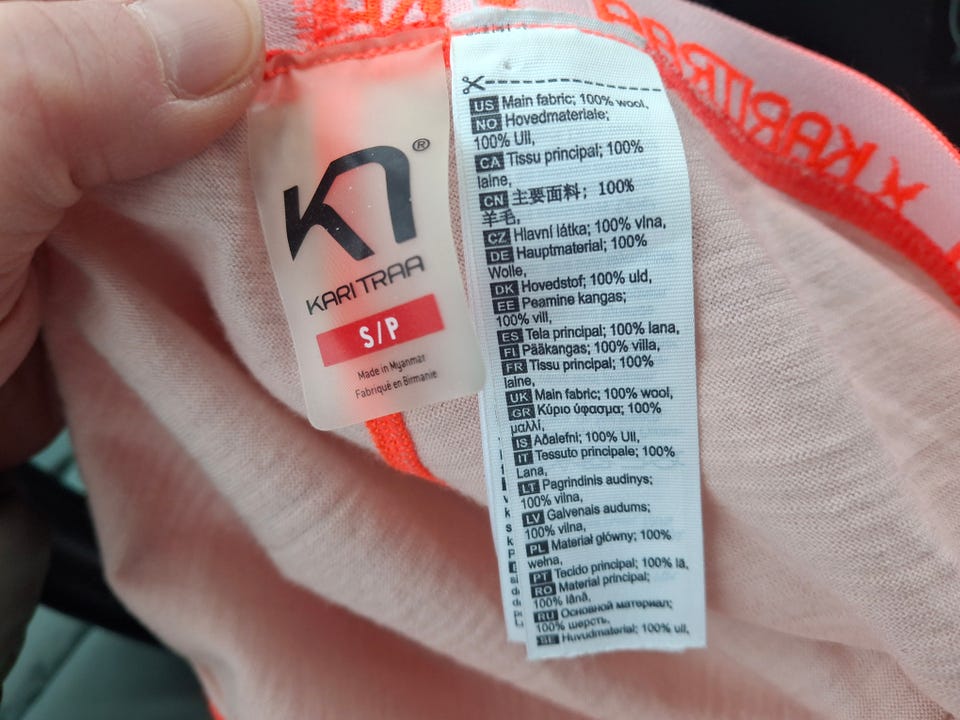 KARI TRAA
®
KARI TRAA
S/P
Made in Myanmar
Fabriqué en Birmanie
US Main fabric; 100% wool,
NO Hovedmateriale;
100% Ull,
CA Tissu principal; 100%
laine,
CN 主要面料; 100%
羊毛,
CZ Hlavní látka; 100% vlna,
DE Hauptmaterial; 100%
Wolle,
DK Hovedstof; 100% uld,
EE Peamine kangas;
100% vill,
ES Tela principal; 100% lana,
FI Pääkangas; 100% villa,
FR Tissu principal; 100%
laine,
UK Main fabric; 100% wool,
GR Κύριο ύφασμα; 100%
μαλλί,
IS Aðalefni; 100% Ull,
IT Tessuto principale; 100%
Lana,
LT Pagrindinis audinys;
100% vilna,
LV Galvenais audums;
100% vilna,
PL Materiał główny; 100%
wełna,
PT Tecido principal; 100% lã,
RO Material principal;
100% lână,
RU Основной материал;
100% шерсть,
SE Huvudmaterial; 100% ull,